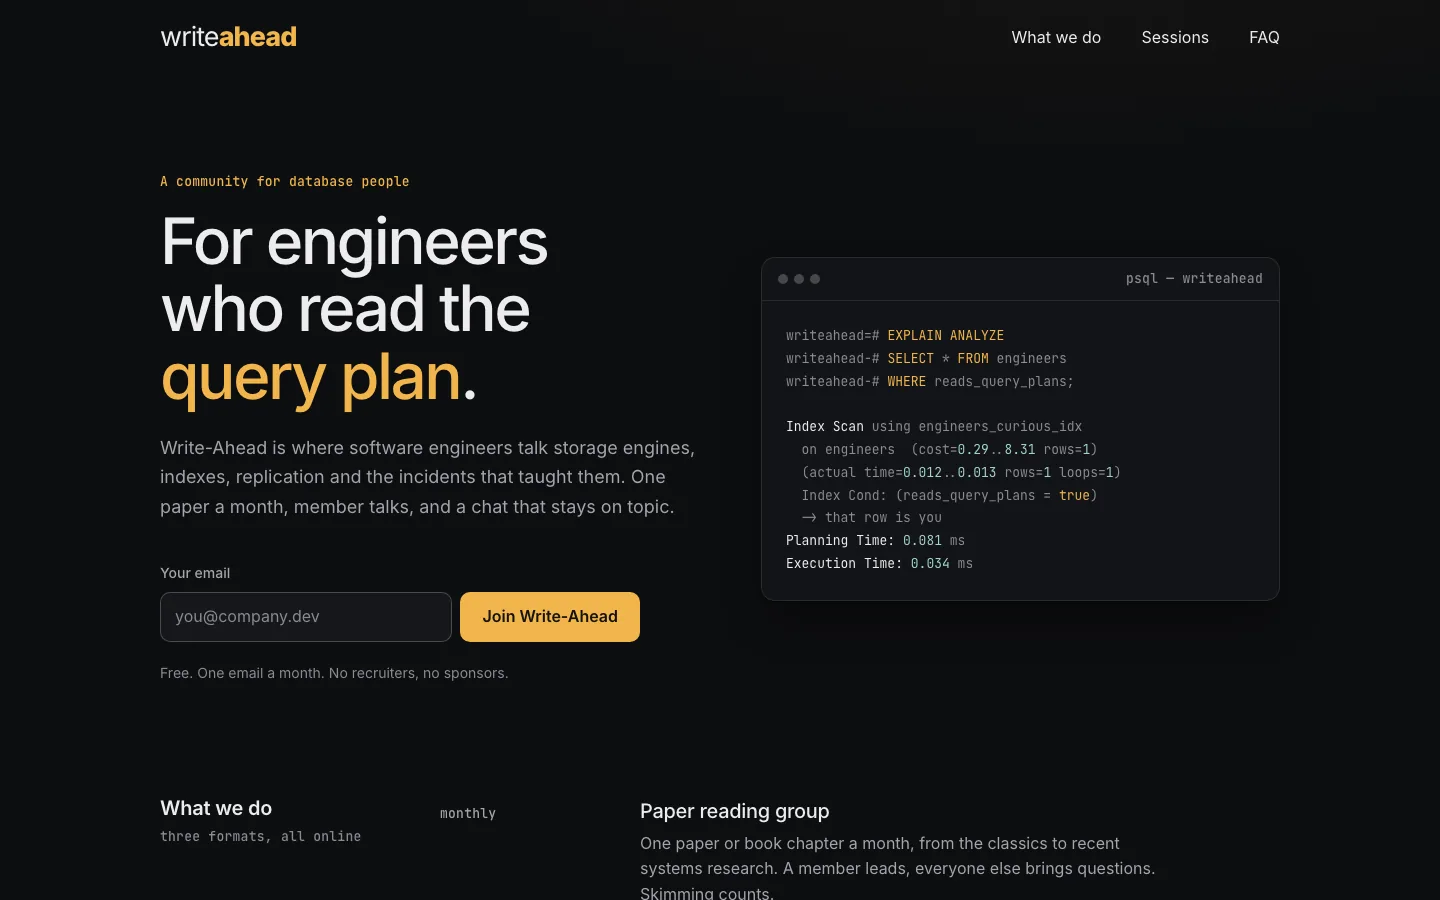 writeahead
What we do
Sessions
FAQ
A community for database people
For engineers
who read the
query plan.
Write-Ahead is where software engineers talk storage engines,
indexes, replication and the incidents that taught them. One
paper a month, member talks, and a chat that stays on topic.
Your email
you@company.dev
Join Write-Ahead
Free. One email a month. No recruiters, no sponsors.
psql — writeahead
writeahead=# EXPLAIN ANALYZE
writeahead-# SELECT * FROM engineers
writeahead-# WHERE reads_query_plans;
Index Scan using engineers_curious_idx
on engineers (cost=0.29..8.31 rows=1)
(actual time=0.012..0.013 rows=1 loops=1)
Index Cond: (reads_query_plans = true)
-> that row is you
Planning Time: 0.081 ms
Execution Time: 0.034 ms
What we do
three formats, all online
monthly
Paper reading group
One paper or book chapter a month, from the classics to recent
systems research. A member leads, everyone else brings questions.
Skimming counts.